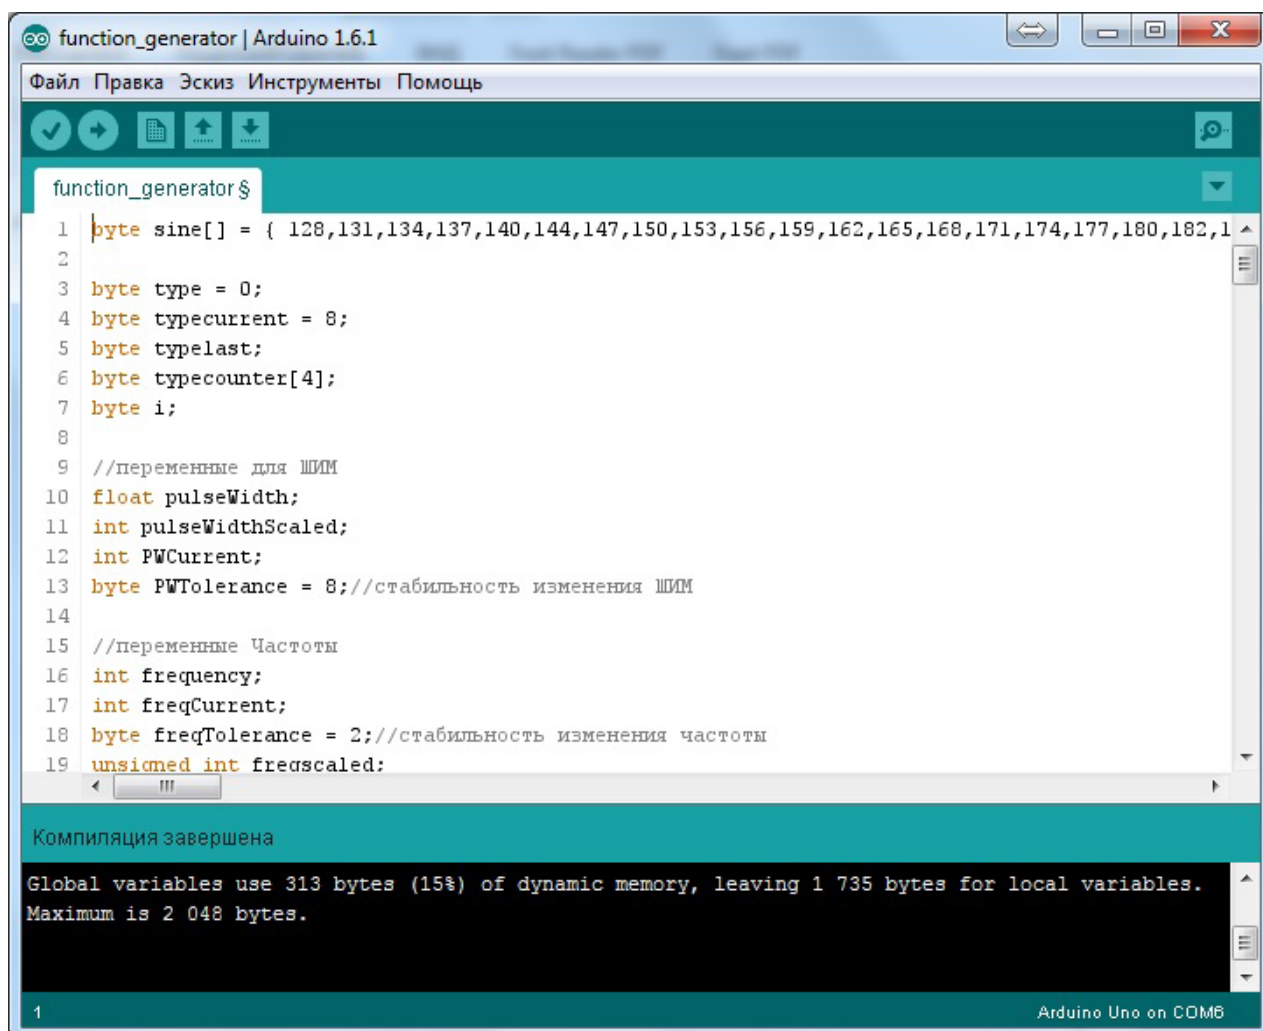 function_generator | Arduino 1.6.1
Файл Правка Эскиз Инструменты Помощь
function_generator §
1 byte sine[] = { 128,131,134,137,140,144,147,150,153,156,159,162,165,168,171,174,177,180,182,1
2
3 byte type = 0;
4 byte typecurrent = 8;
5 byte typelast;
6 byte typecounter[4];
7 byte i;
8
9 //переменные для ШИМ
10 float pulseWidth;
11 int pulseWidthScaled;
12 int PWCurrent;
13 byte PWTolerance = 8;//стабильность изменения ШИМ
14
15 //переменные Частоты
16 int frequency;
17 int freqCurrent;
18 byte freqTolerance = 2;//стабильность изменения частоты
19 unsigned int freqscaled;
Компиляция завершена
Global variables use 313 bytes (15%) of dynamic memory, leaving 1 735 bytes for local variables.
Maximum is 2 048 bytes.
1 Arduino Uno on COM6